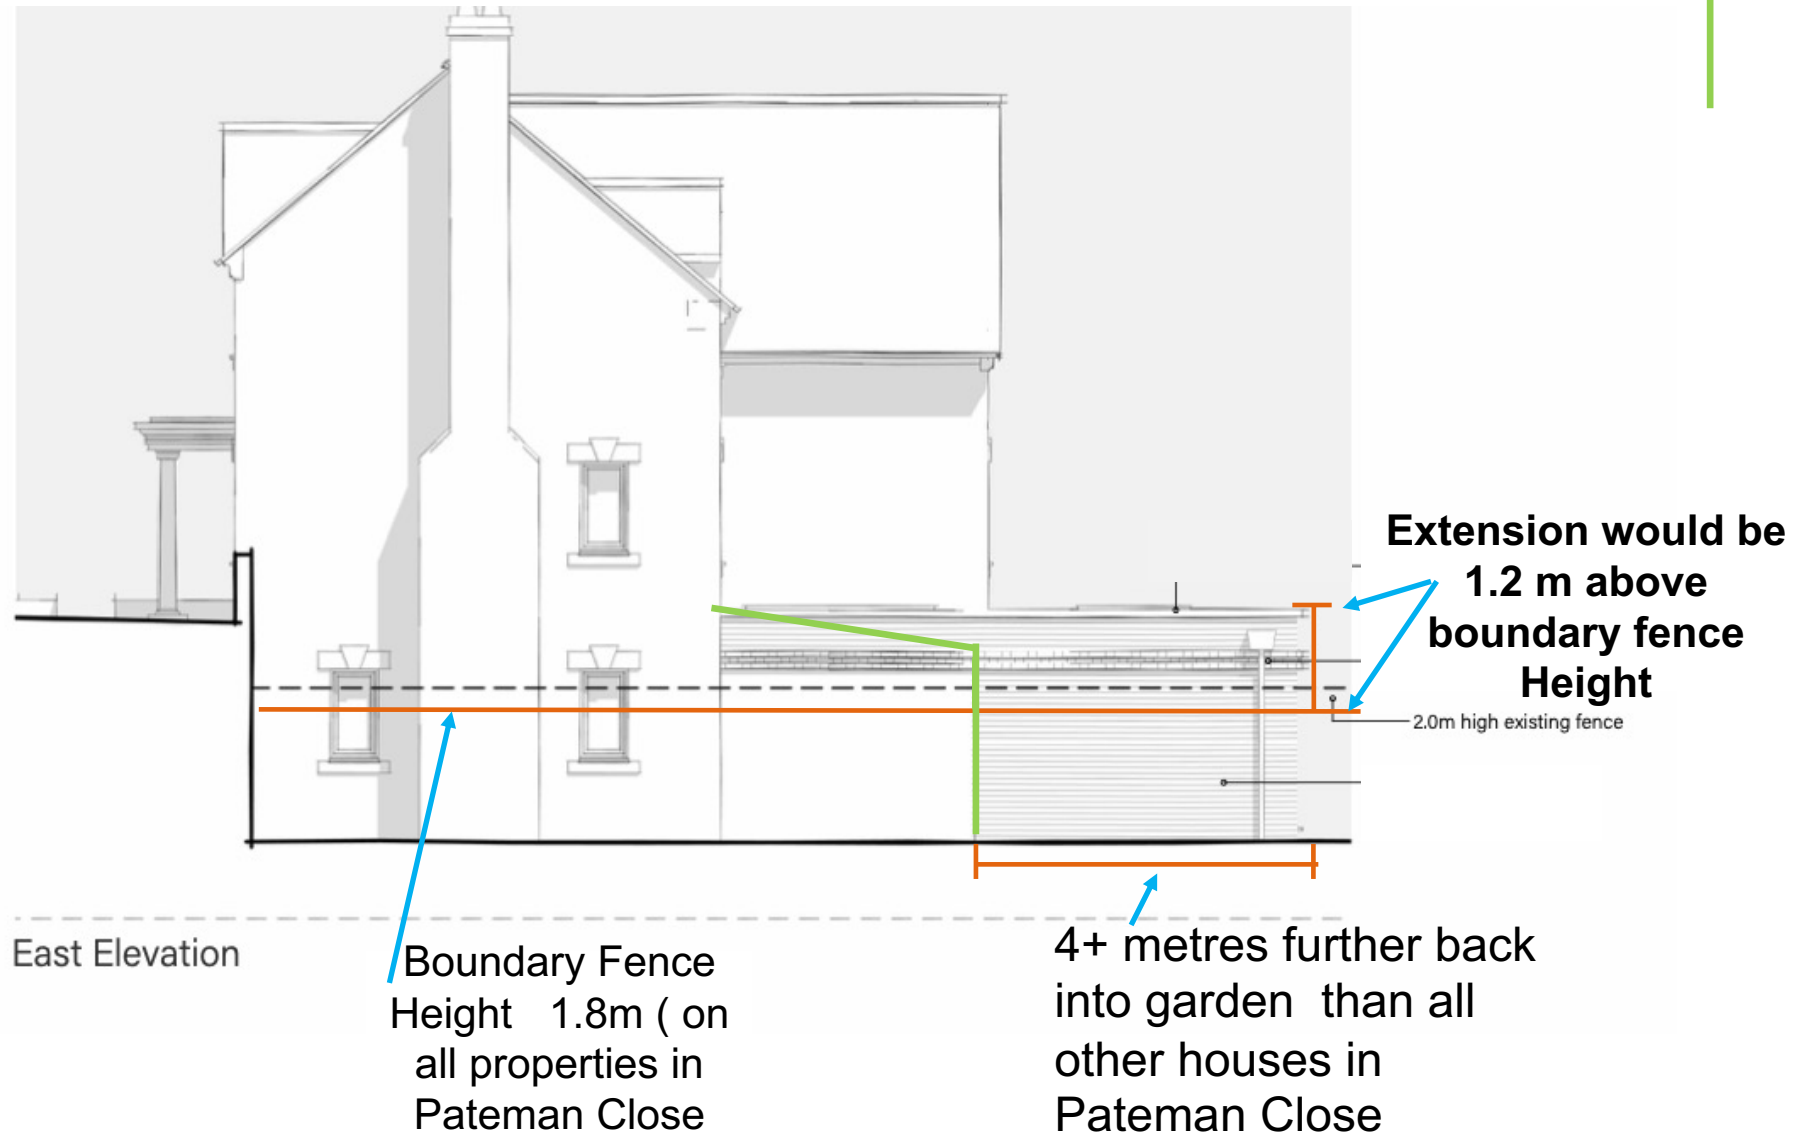 Extension would be
1.2 m above
boundary fence
Height
2.0m high existing fence
East Elevation
Boundary Fence
Height 1.8m ( on
all properties in
Pateman Close
4+ metres further back
into garden than all
other houses in
Pateman Close